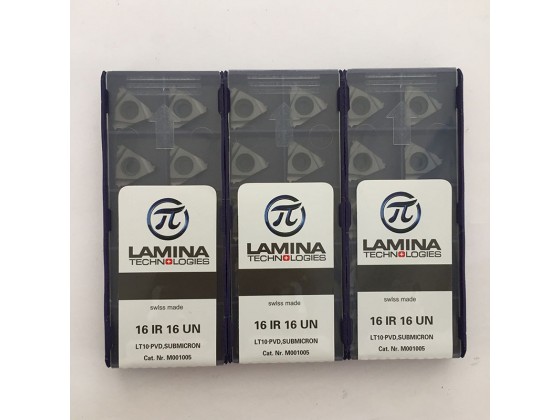 π
LAMINA
TECHNOLOGIES
swiss made
16 IR 16 UN
LT10-PVD,SUBMICRON
Cat. Nr. M001005
π
LAMINA
TECHNOLOGIES
swiss made
16 IR 16 UN
LT10-PVD,SUBMICRON
Cat. Nr. M001005
π
LAMINA
TECHNOLOGIES
swiss made
16 IR 16 UN
LT10-PVD,SUBMICRON
Cat. Nr. M001005